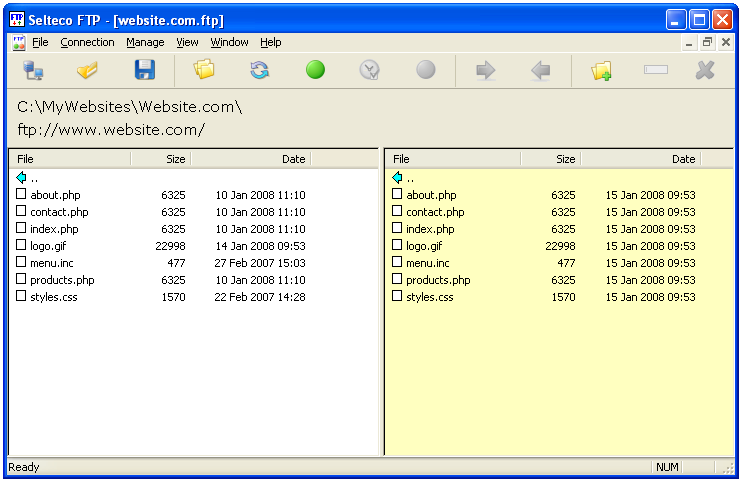 Selteco FTP - [website.com.ftp]
FTP File Connection Manage View Window Help
C:\MyWebsites\Website.com\
ftp://www.website.com/
File Size Date File Size Date
.. ..
about.php 6325 10 Jan 2008 11:10 about.php 6325 15 Jan 2008 09:53
contact.php 6325 10 Jan 2008 11:10 contact.php 6325 15 Jan 2008 09:53
index.php 6325 10 Jan 2008 11:10 index.php 6325 15 Jan 2008 09:53
logo.gif 22998 14 Jan 2008 09:53 logo.gif 22998 15 Jan 2008 09:53
menu.inc 477 27 Feb 2007 15:03 menu.inc 477 15 Jan 2008 09:53
products.php 6325 10 Jan 2008 11:10 products.php 6325 15 Jan 2008 09:53
styles.css 1570 22 Feb 2007 14:28 styles.css 1570 15 Jan 2008 09:53
Ready NUM